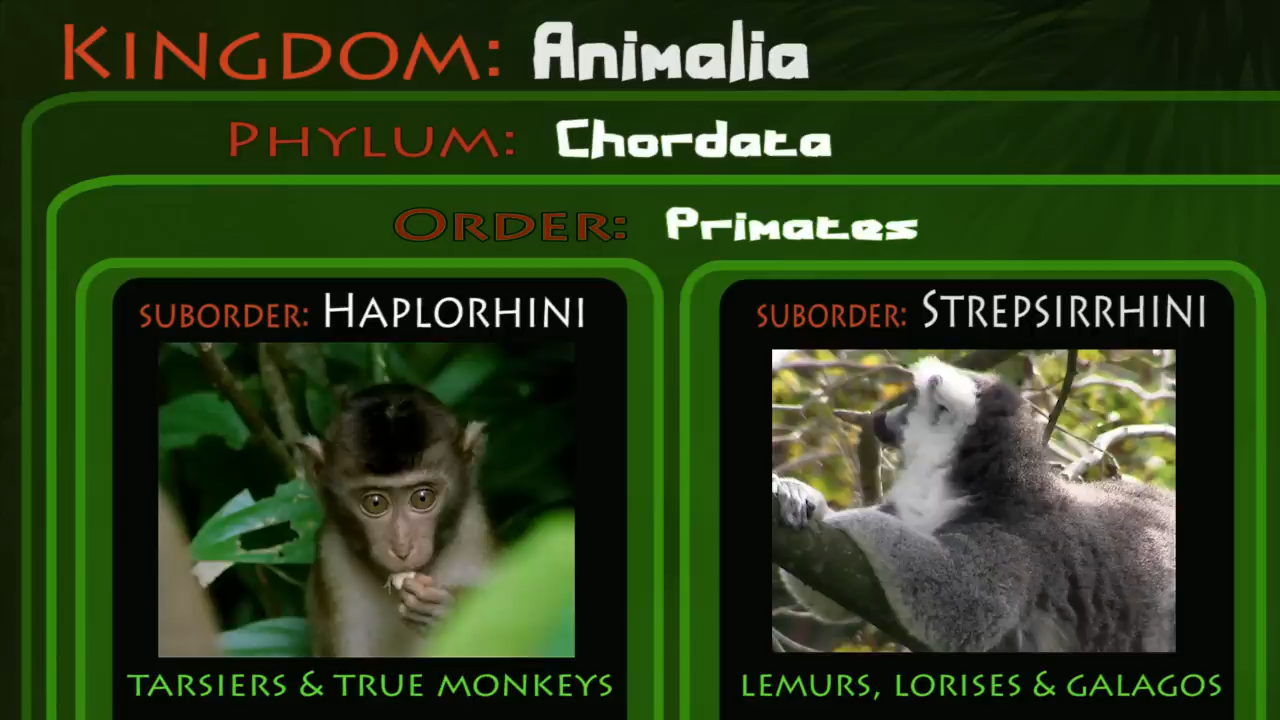 KINGDOM: Animalia
PHYLUM: Chordata
ORDER: Primates
SUBORDER: HAPLORHINI
TARSIERS & TRUE MONKEYS
SUBORDER: STREPSIRRHINI
LEMURS, LORISES & GALAGOS